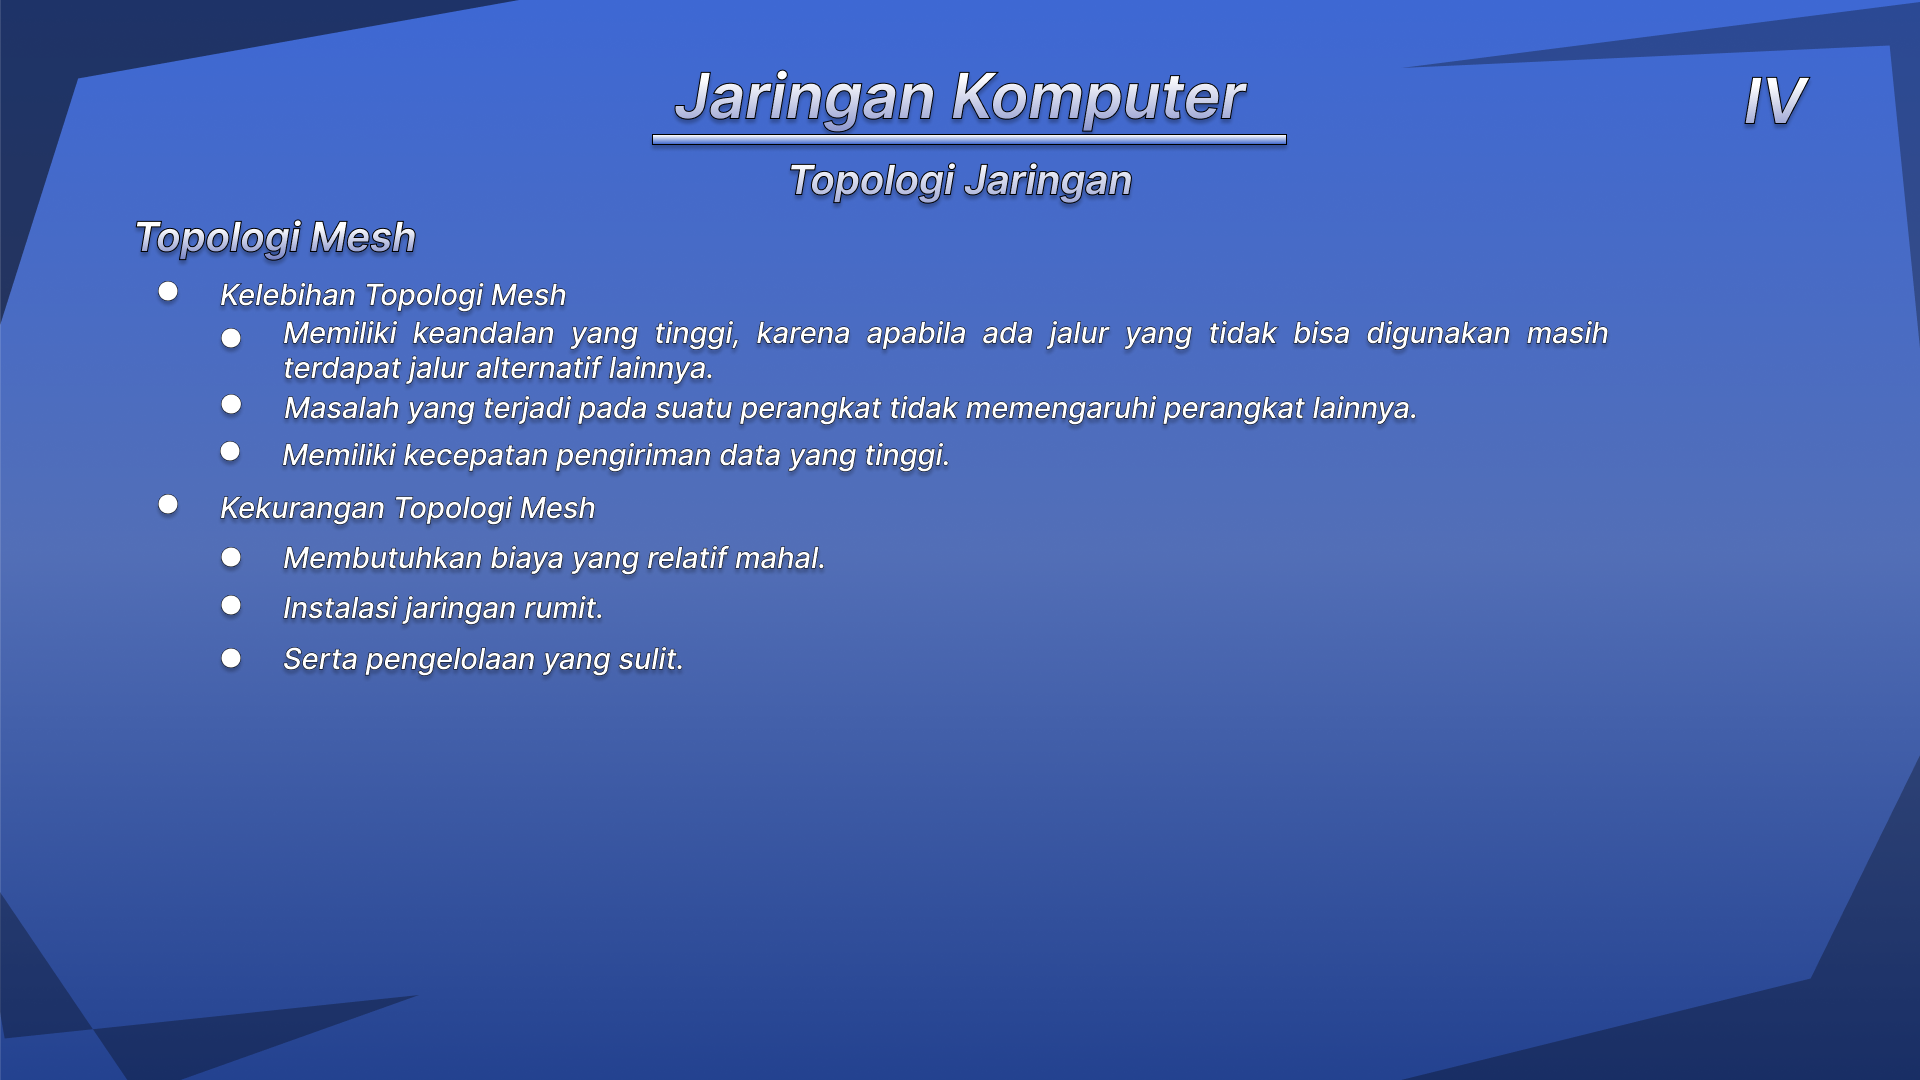 Jaringan Komputer
IV
Topologi Jaringan
Topologi Mesh
Kelebihan Topologi Mesh
Memiliki keandalan yang tinggi, karena apabila ada jalur yang tidak bisa digunakan masih
terdapat jalur alternatif lainnya.
Masalah yang terjadi pada suatu perangkat tidak memengaruhi perangkat lainnya.
Memiliki kecepatan pengiriman data yang tinggi.
Kekurangan Topologi Mesh
Membutuhkan biaya yang relatif mahal.
Instalasi jaringan rumit.
Serta pengelolaan yang sulit.